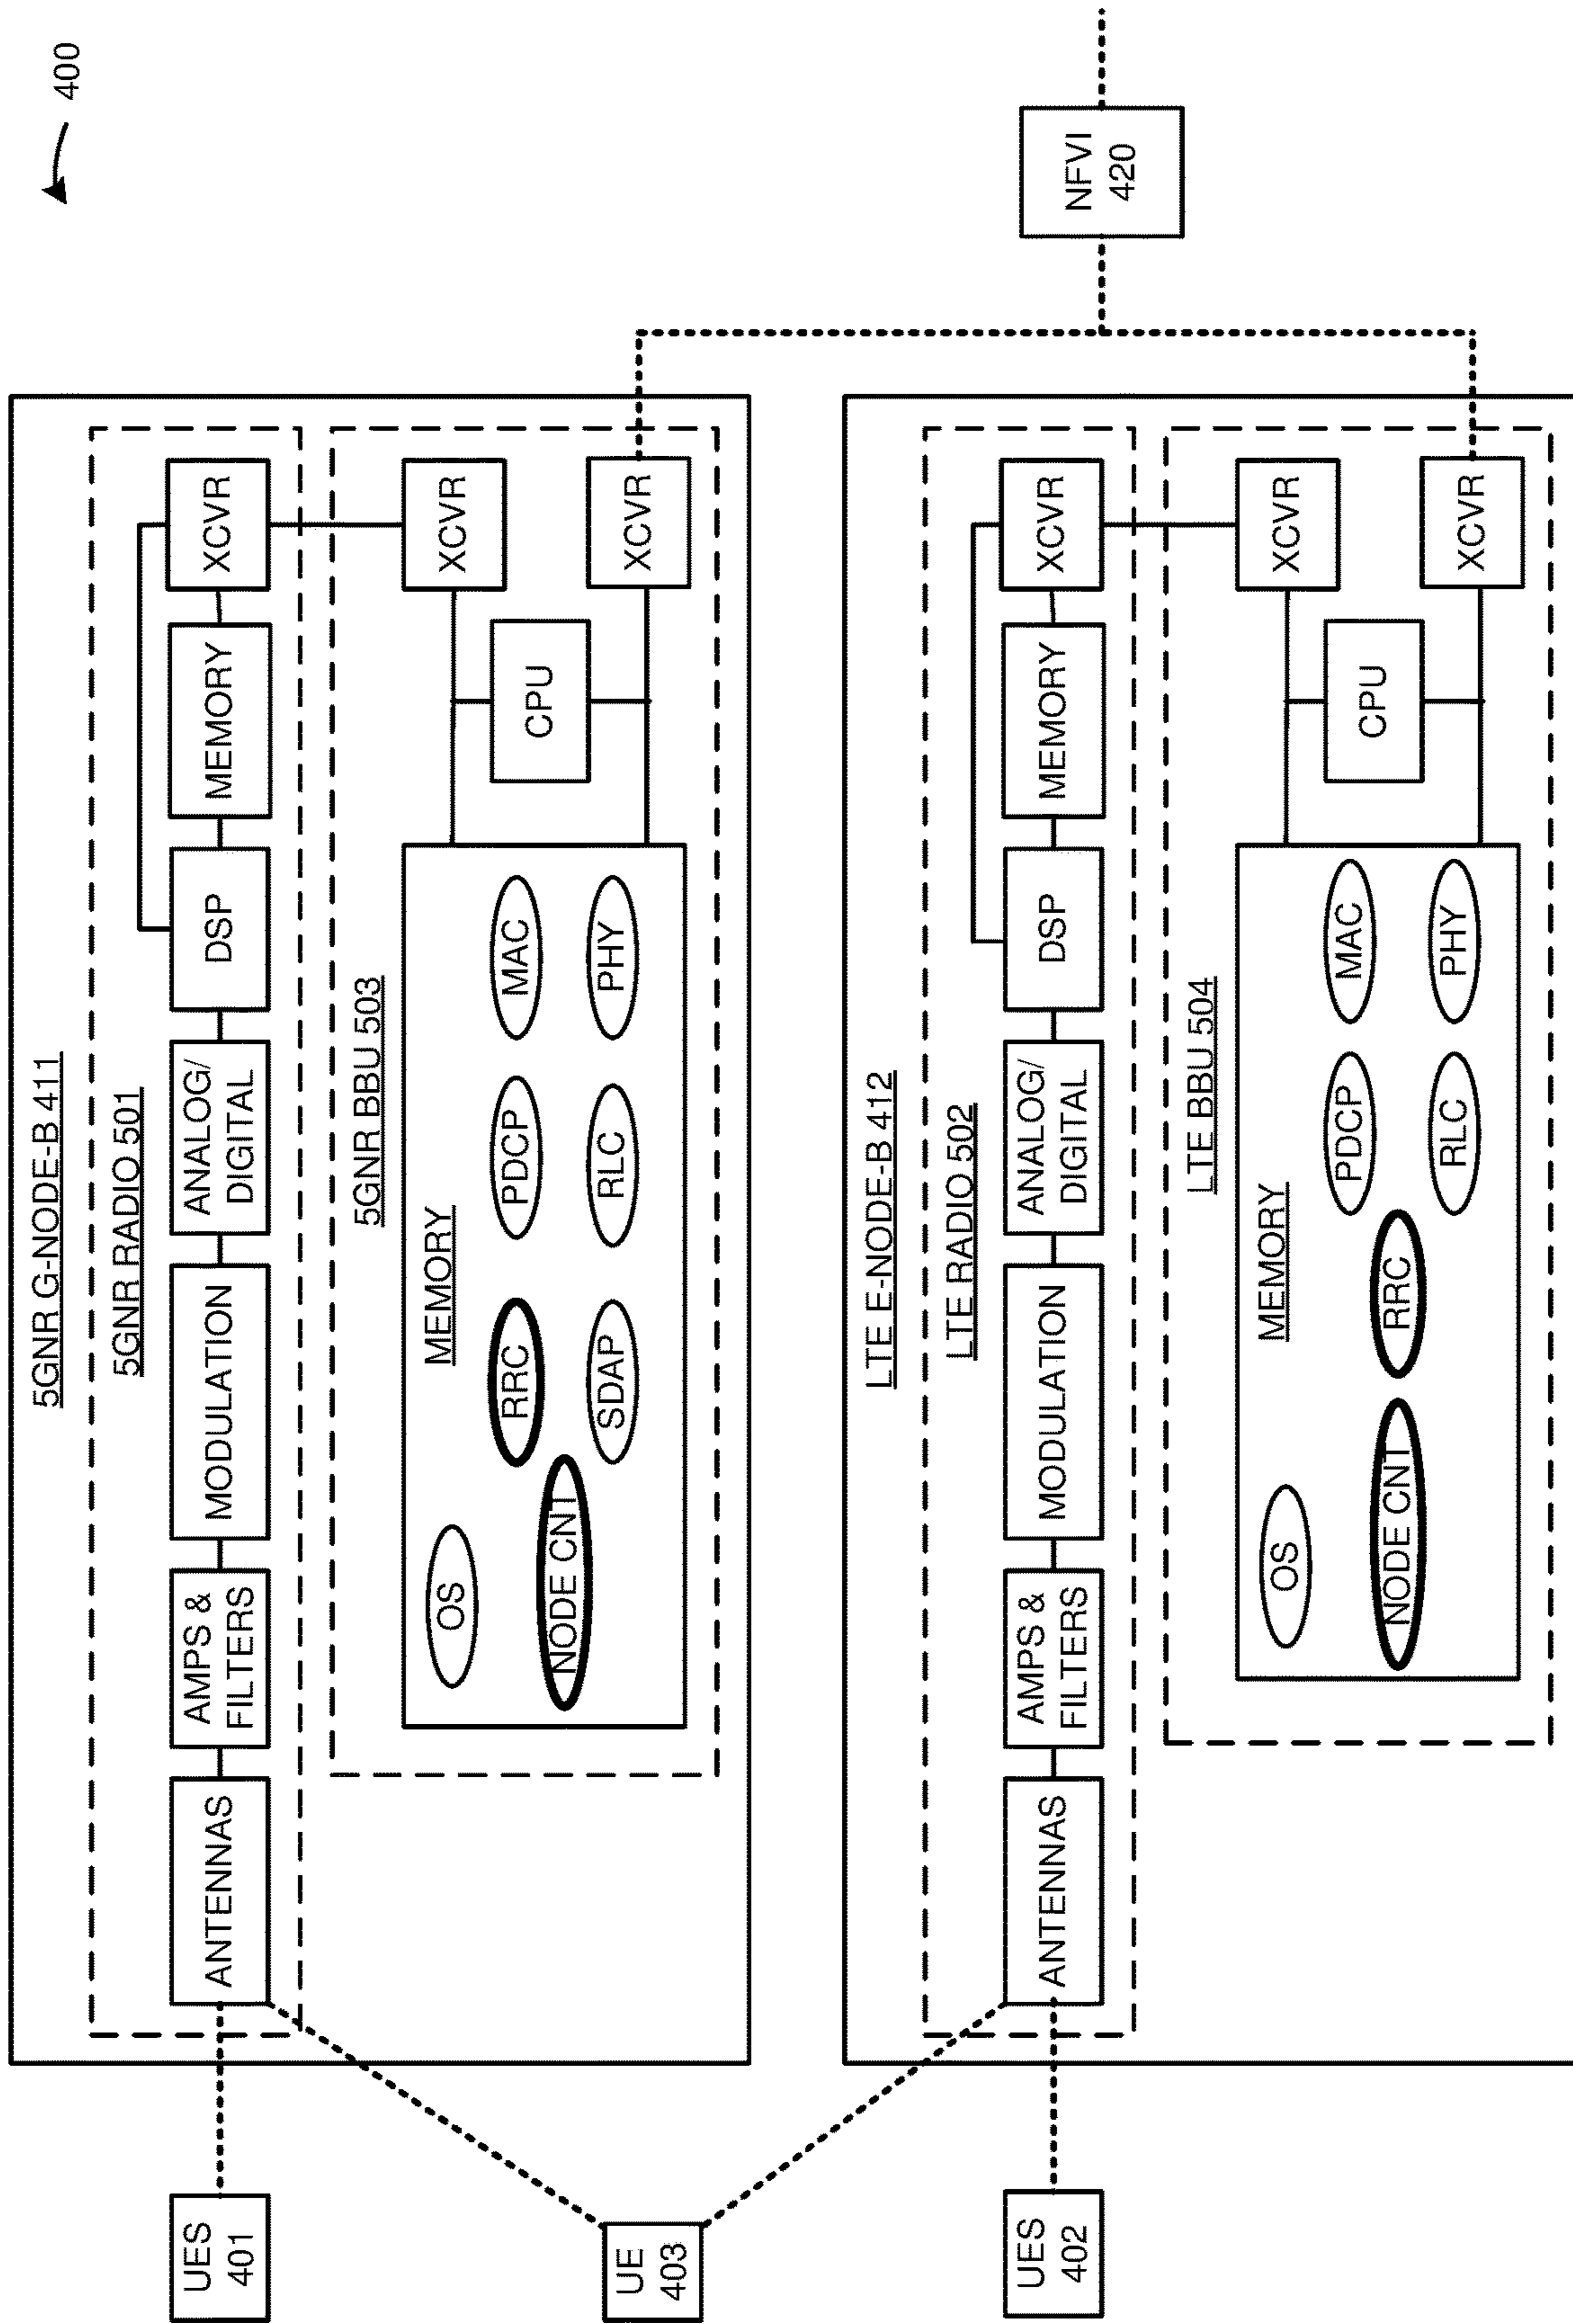 400
5GNR G-NODE-B 411
5GNR RADIO 501
ANTENNAS
AMPS &
FILTERS
MODULATION
ANALOG/
DIGITAL
DSP
MEMORY
XCVR
5GNR BBU 503
MEMORY
OS
NODE CNT
RRC
SDAP
PDCP
RLC
MAC
PHY
CPU
XCVR
XCVR
UES
401
UE
403
UES
402
NFVI
420
LTE E-NODE-B 412
LTE RADIO 502
ANTENNAS
AMPS &
FILTERS
MODULATION
ANALOG/
DIGITAL
DSP
MEMORY
XCVR
LTE BBU 504
MEMORY
OS
NODE CNT
RRC
PDCP
RLC
MAC
PHY
CPU
XCVR
XCVR